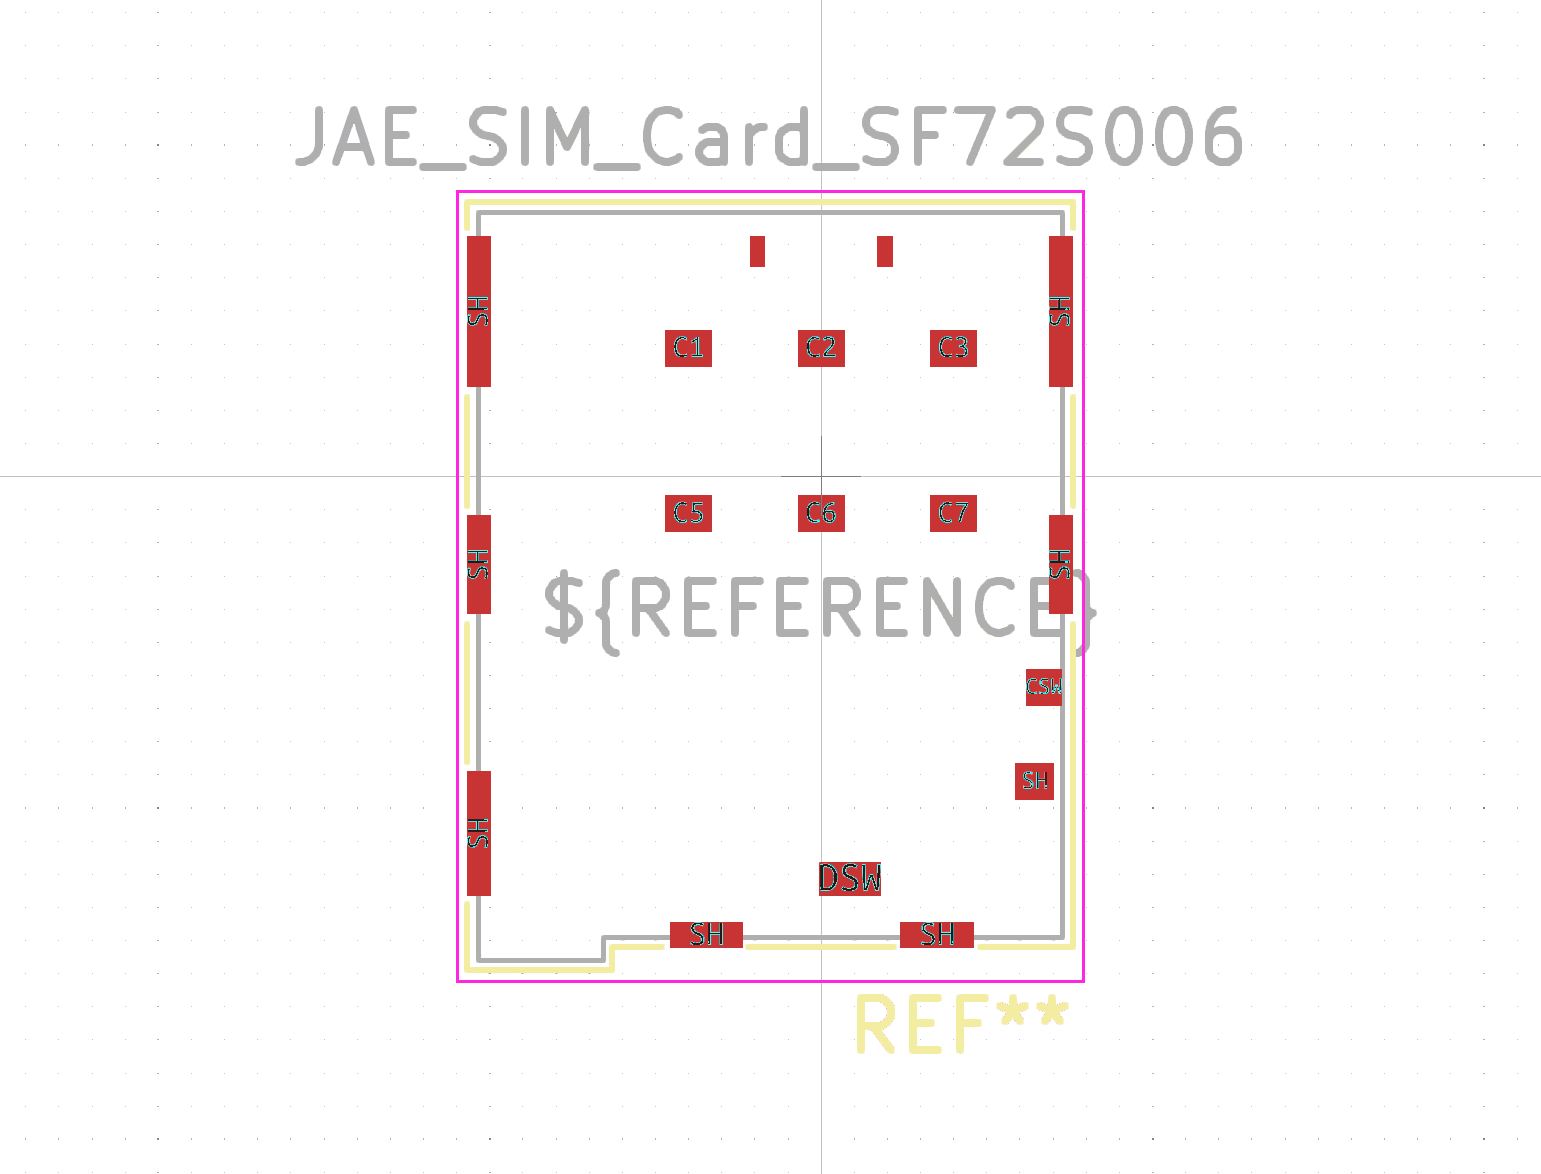 JAE_SIM_Card_SF72S006
SH SH
C1 C2 C3
C5 C6 C7
SH SH
${REFERENCE}
CSW
SH
SH
DSW
SH SH
REF**